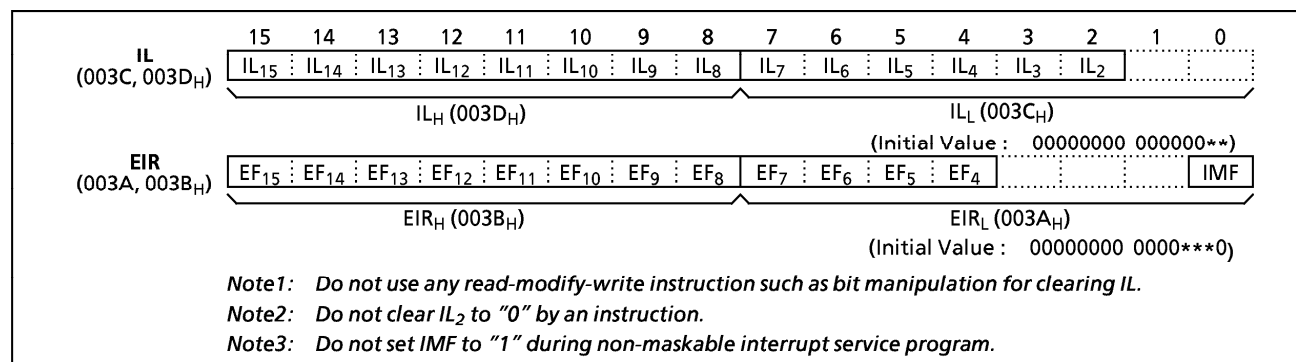 15 14 13 12 11 10 9 8 7 6 5 4 3 2 1 0
IL
(003C, 003DH)
IL15 IL14 IL13 IL12 IL11 IL10 IL9 IL8 IL7 IL6 IL5 IL4 IL3 IL2
ILH (003DH) ILL (003CH)
(Initial Value : 00000000 000000**)
EIR
(003A, 003BH)
EF15 EF14 EF13 EF12 EF11 EF10 EF9 EF8 EF7 EF6 EF5 EF4 IMF
EIRH (003BH) EIRL (003AH)
(Initial Value : 00000000 0000***0)
Note1: Do not use any read-modify-write instruction such as bit manipulation for clearing IL.
Note2: Do not clear IL2 to "0" by an instruction.
Note3: Do not set IMF to "1" during non-maskable interrupt service program.